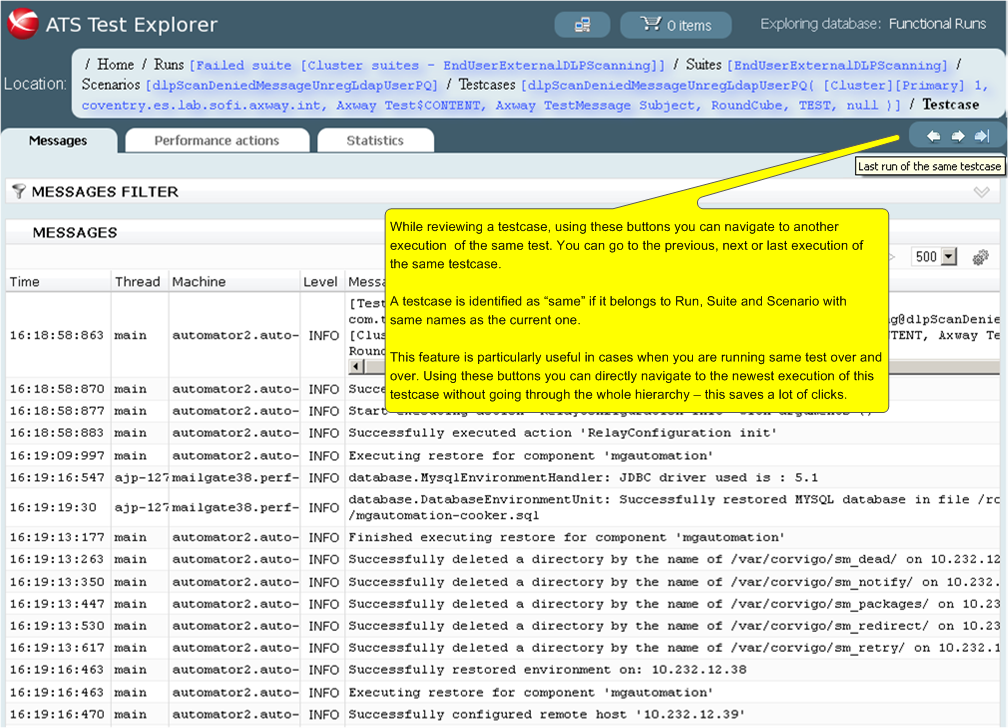 ATS Test Explorer
0 items
Exploring database: Functional Runs
Location:
/ Home / Runs [Failed suite [Cluster suites - EndUserExternalDLPScanning]] / Suites [EndUserExternalDLPScanning] /
Scenarios [dlpScanDeniedMessageUnregLdapUserPQ] / Testcases [dlpScanDeniedMessageUnregLdapUserPQ( [Cluster][Primary] 1,
coventry.es.lab.sofi.axway.int, Axway Test$CONTENT, Axway TestMessage Subject, RoundCube, TEST, null )] / Testcase
Messages
Performance actions
Statistics
Last run of the same testcase
MESSAGES FILTER
While reviewing a testcase, using these buttons you can navigate to another
execution of the same test. You can go to the previous, next or last execution of
the same testcase.
A testcase is identified as “same” if it belongs to Run, Suite and Scenario with
same names as the current one.
This feature is particularly useful in cases when you are running same test over and
over. Using these buttons you can directly navigate to the newest execution of this
testcase without going through the whole hierarchy – this saves a lot of clicks.
MESSAGES
500
Time Thread Machine Level Messa
[Test
com.t g@dlpScanDenie
16:18:58:863 main automator2.auto- INFO [Clus TENT, Axway Te
Round
16:18:58:870 main automator2.auto- INFO Succe
16:18:58:877 main automator2.auto- INFO Start
16:18:58:883 main automator2.auto- INFO Successfully executed action 'RelayConfiguration init'
16:19:09:997 main automator2.auto- INFO Executing restore for component 'mgautomation'
16:19:16:547 ajp-127 mailgate38.perf- INFO database.MysqlEnvironmentHandler: JDBC driver used is : 5.1
16:19:19:30 ajp-127 mailgate38.perf- INFO database.DatabaseEnvironmentUnit: Successfully restored MYSQL database in file /ro
/mgautomation-cooker.sql
16:19:13:177 main automator2.auto- INFO Finished executing restore for component 'mgautomation'
16:19:13:263 main automator2.auto- INFO Successfully deleted a directory by the name of /var/corvigo/sm_dead/ on 10.232.12
16:19:13:350 main automator2.auto- INFO Successfully deleted a directory by the name of /var/corvigo/sm_notify/ on 10.232.
16:19:13:447 main automator2.auto- INFO Successfully deleted a directory by the name of /var/corvigo/sm_packages/ on 10.23
16:19:13:530 main automator2.auto- INFO Successfully deleted a directory by the name of /var/corvigo/sm_redirect/ on 10.23
16:19:13:617 main automator2.auto- INFO Successfully deleted a directory by the name of /var/corvigo/sm_retry/ on 10.232.1
16:19:16:463 main automator2.auto- INFO Successfully restored environment on: 10.232.12.38
16:19:16:463 main automator2.auto- INFO Executing restore for component 'mgautomation'
16:19:16:470 main automator2.auto- INFO Successfully configured remote host '10.232.12.39'